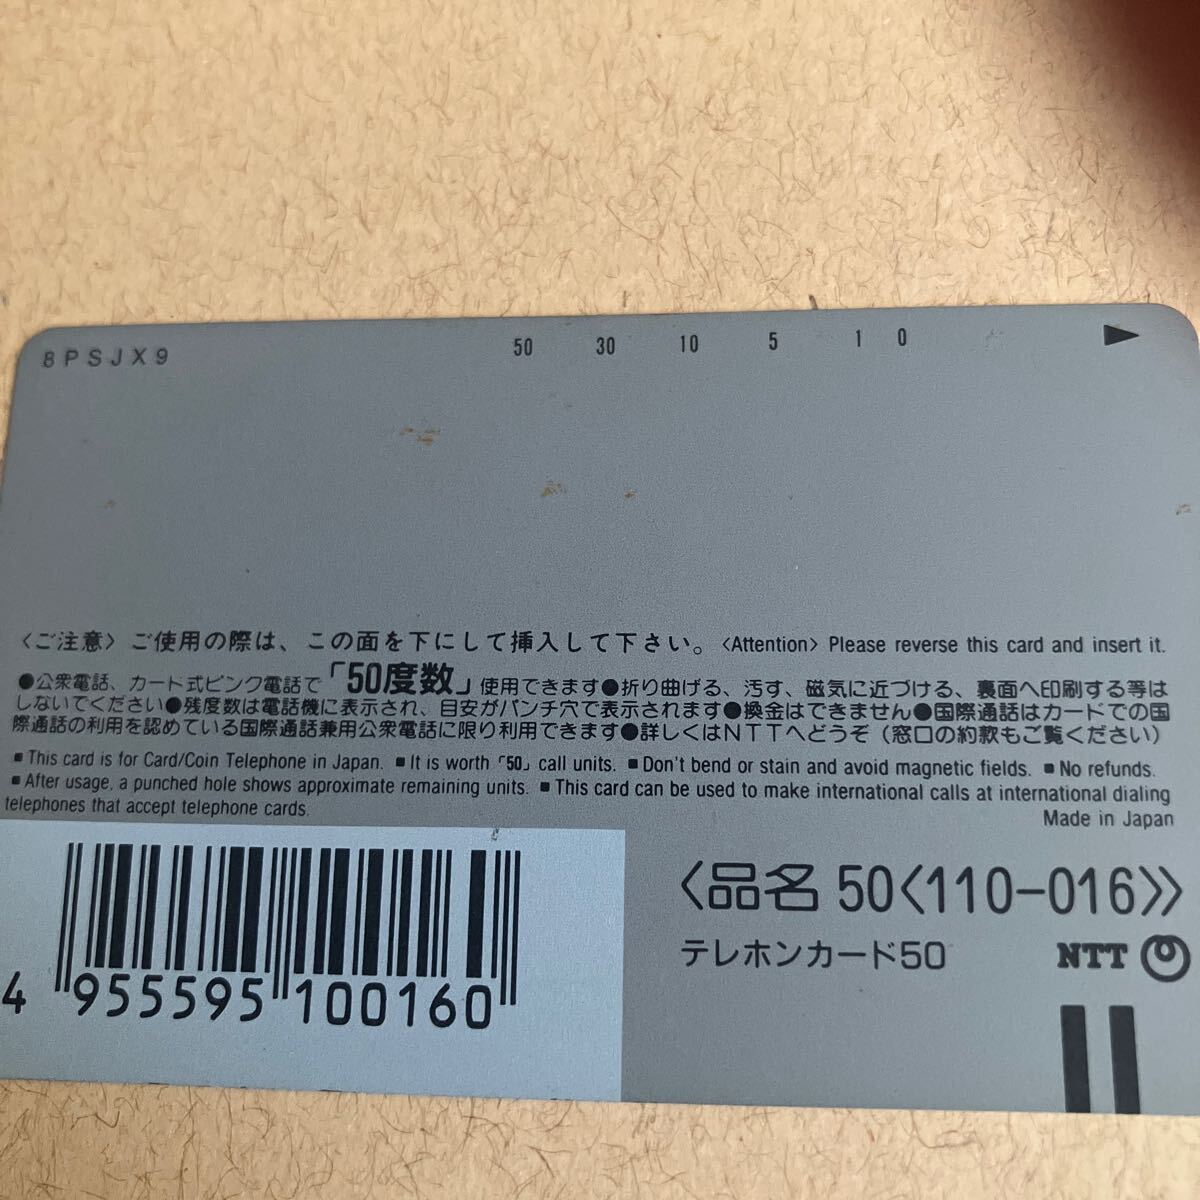 8PSJX9
50 30 10 5 1 0
〈ご注意〉ご使用の際は、この面を下にして挿入して下さい。〈Attention〉Please reverse this card and insert it.
●公衆電話、カード式ピンク電話で「50度数」使用できます●折り曲げる、汚す、磁気に近づける、裏面へ印刷する等は
しないでください●残度数は電話機に表示され、目安がパンチ穴で表示されます●換金はできません●国際通話はカードでの国
際通話の利用を認めている国際通話兼用公衆電話に限り利用できます●詳しくはNTTへどうぞ（窓口の約款もご覧ください）
■This card is for Card/Coin Telephone in Japan. ■It is worth「50」call units. ■Don't bend or stain and avoid magnetic fields. ■No refunds.
■After usage, a punched hole shows approximate remaining units. ■This card can be used to make international calls at international dialing
telephones that accept telephone cards.
Made in Japan
〈品名 50〈110-016〉〉
テレホンカード50
NTT
4 955595 100160